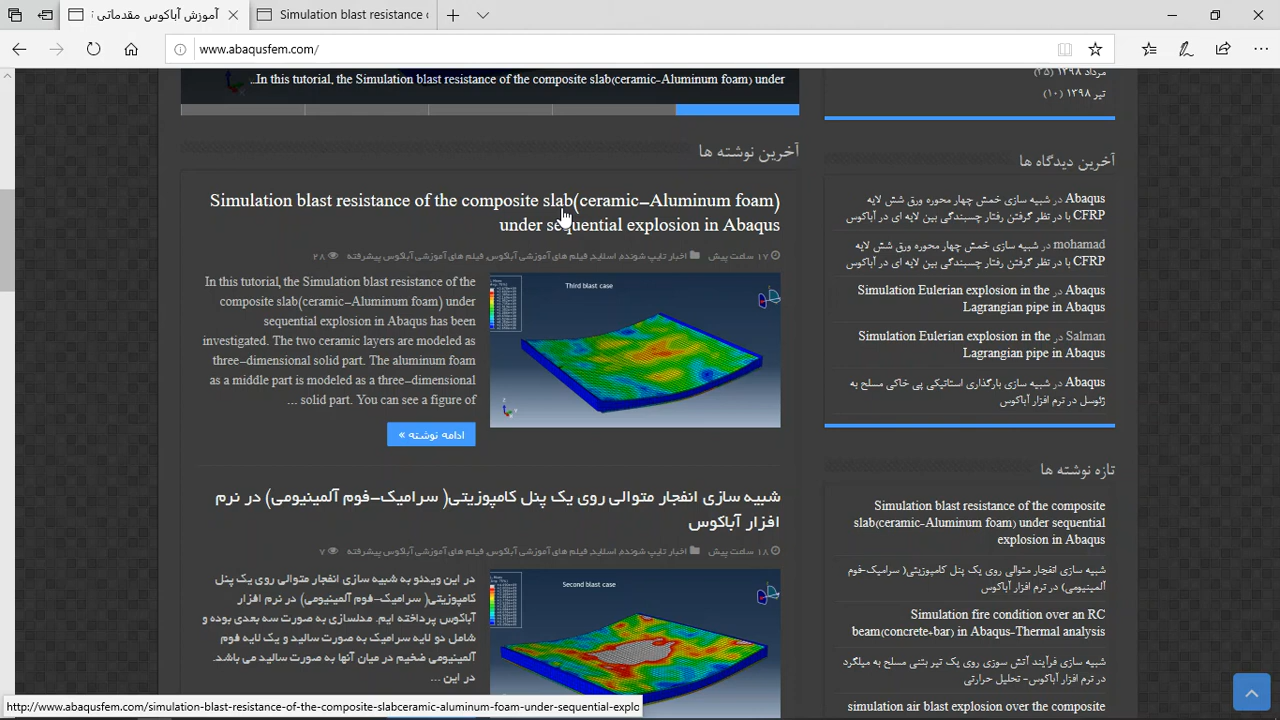 آموزش آباکوس مقدماتی
Simulation blast resistance
www.abaqusfem.com/
In this tutorial, the Simulation blast resistance of the composite slab(ceramic-Aluminum foam) under...
آخرین نوشته ها
Simulation blast resistance of the composite slab(ceramic-Aluminum foam)
under sequential explosion in Abaqus
۱۷ ساعت پیش اخبار تایپ شونده, اسلاید, فیلم های آموزشی آباکوس, فیلم های آموزشی آباکوس پیشرفته ۲۸
In this tutorial, the Simulation blast resistance of the
composite slab(ceramic-Aluminum foam) under
sequential explosion in Abaqus has been
investigated. The two ceramic layers are modeled as
three-dimensional solid part. The aluminum foam
as a middle part is modeled as a three-dimensional
solid part. You can see a figure of ...
Third blast case
ادامه نوشته »
شبیه سازی انفجار متوالی روی یک پنل کامپوزیتی( سرامیک-فوم آلمینیومی) در نرم
افزار آباکوس
۱۸ ساعت پیش اخبار تایپ شونده, اسلاید, فیلم های آموزشی آباکوس, فیلم های آموزشی آباکوس پیشرفته ۷
در این ویدئو به شبیه سازی انفجار متوالی روی یک پنل
کامپوزیتی( سرامیک-فوم آلمینیومی) در نرم افزار
آباکوس پرداخته ایم. مدلسازی به صورت سه بعدی بوده و
شامل دو لایه سرامیک به صورت سالید و یک لایه فوم
آلمینیومی ضخیم در میان آنها به صورت سالید می باشد.
در این ...
Second blast case
مرداد ۱۳۹۸ (۳۵)
تیر ۱۳۹۸ (۱۰)
آخرین دیدگاه ها
Abaqus در شبیه سازی خمش چهار محوره ورق شش لایه
CFRP با در نظر گرفتن رفتار چسبندگی بین لایه ای در آباکوس
mohamad در شبیه سازی خمش چهار محوره ورق شش لایه
CFRP با در نظر گرفتن رفتار چسبندگی بین لایه ای در آباکوس
Abaqus در Simulation Eulerian explosion in the
Lagrangian pipe in Abaqus
Salman در Simulation Eulerian explosion in the
Lagrangian pipe in Abaqus
Abaqus در شبیه سازی بارگذاری استاتیکی پی خاکی مسلح به
ژئوسل در نرم افزار آباکوس
تازه نوشته ها
Simulation blast resistance of the composite
slab(ceramic-Aluminum foam) under sequential
explosion in Abaqus
شبیه سازی انفجار متوالی روی یک پنل کامپوزیتی( سرامیک-فوم
آلمینیومی) در نرم افزار آباکوس
Simulation fire condition over an RC
beam(concrete+bar) in Abaqus-Thermal analysis
شبیه سازی فرآیند آتش سوزی روی یک تیر بتنی مسلح به میلگرد
در نرم افزار آباکوس- تحلیل حرارتی
simulation air blast explosion over the composite
http://www.abaqusfem.com/simulation-blast-resistance-of-the-composite-slabceramic-aluminum-foam-under-sequential-explo